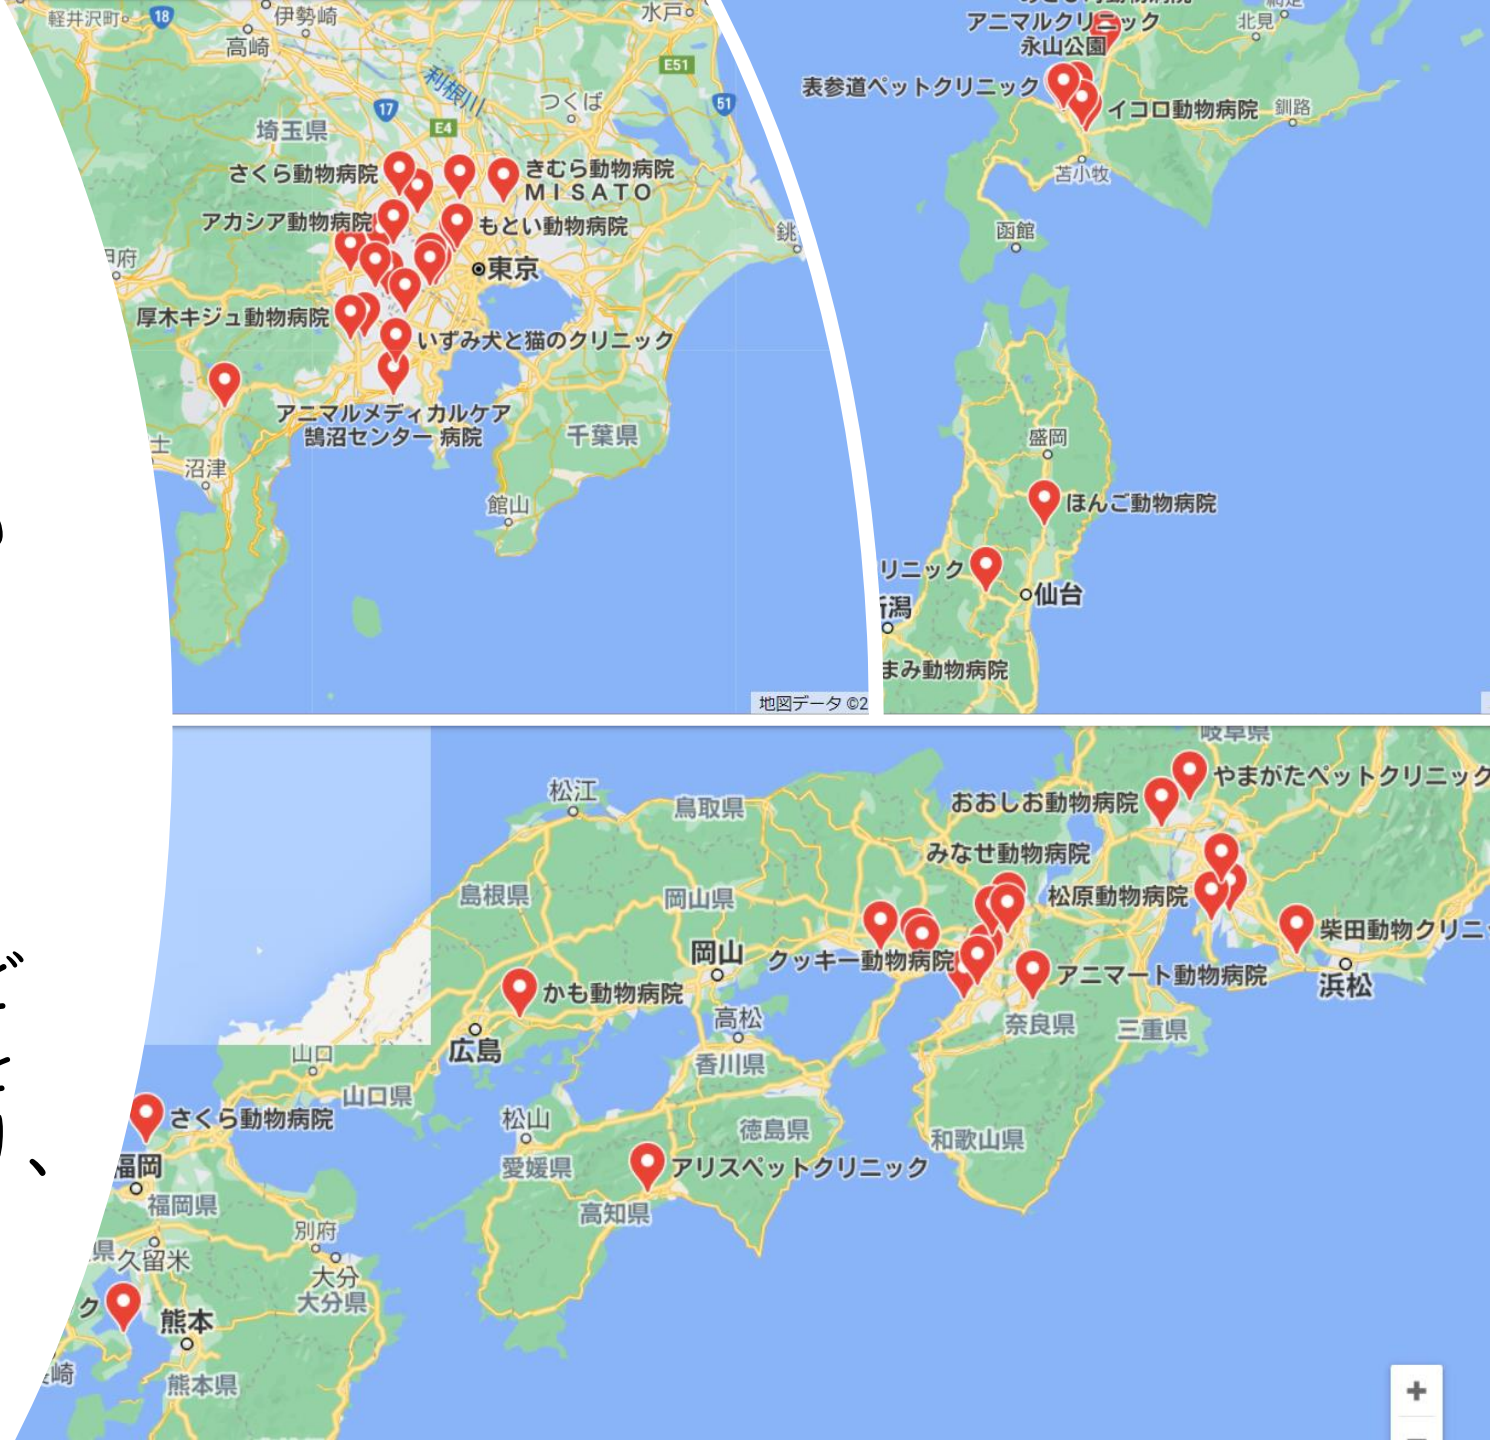 軽井沢町
18
伊勢崎
高崎
水戸
E51
利根川
17
つくば
51
E4
埼玉県
さくら動物病院
きむら動物病院
ＭＩＳＡＴＯ
アカシア動物病院
もとい動物病院
銚
府
東京
厚木キジュ動物病院
いずみ犬と猫のクリニック
アニマルメディカルケア
鵠沼センター 病院
千葉県
士
沼津
館山
地図データ ©2
アニマルクリニック
永山公園
北見
表参道ペットクリニック
イコロ動物病院
釧路
苫小牧
函館
盛岡
ほんご動物病院
リニック
仙台
潟
まみ動物病院
岐阜県
やまがたペットクリニック
松江
鳥取県
おおしお動物病院
みなせ動物病院
島根県
岡山県
松原動物病院
柴田動物クリニ
岡山
クッキー動物病院
アニマート動物病院
浜松
かも動物病院
高松
奈良県
三重県
広島
山口
香川県
山口県
さくら動物病院
松山
徳島県
和歌山県
福岡
愛媛県
アリスペットクリニック
福岡県
高知県
別府
県
久留米
大分
大分県
ク
熊本
崎
熊本県
ど
と
り、
+